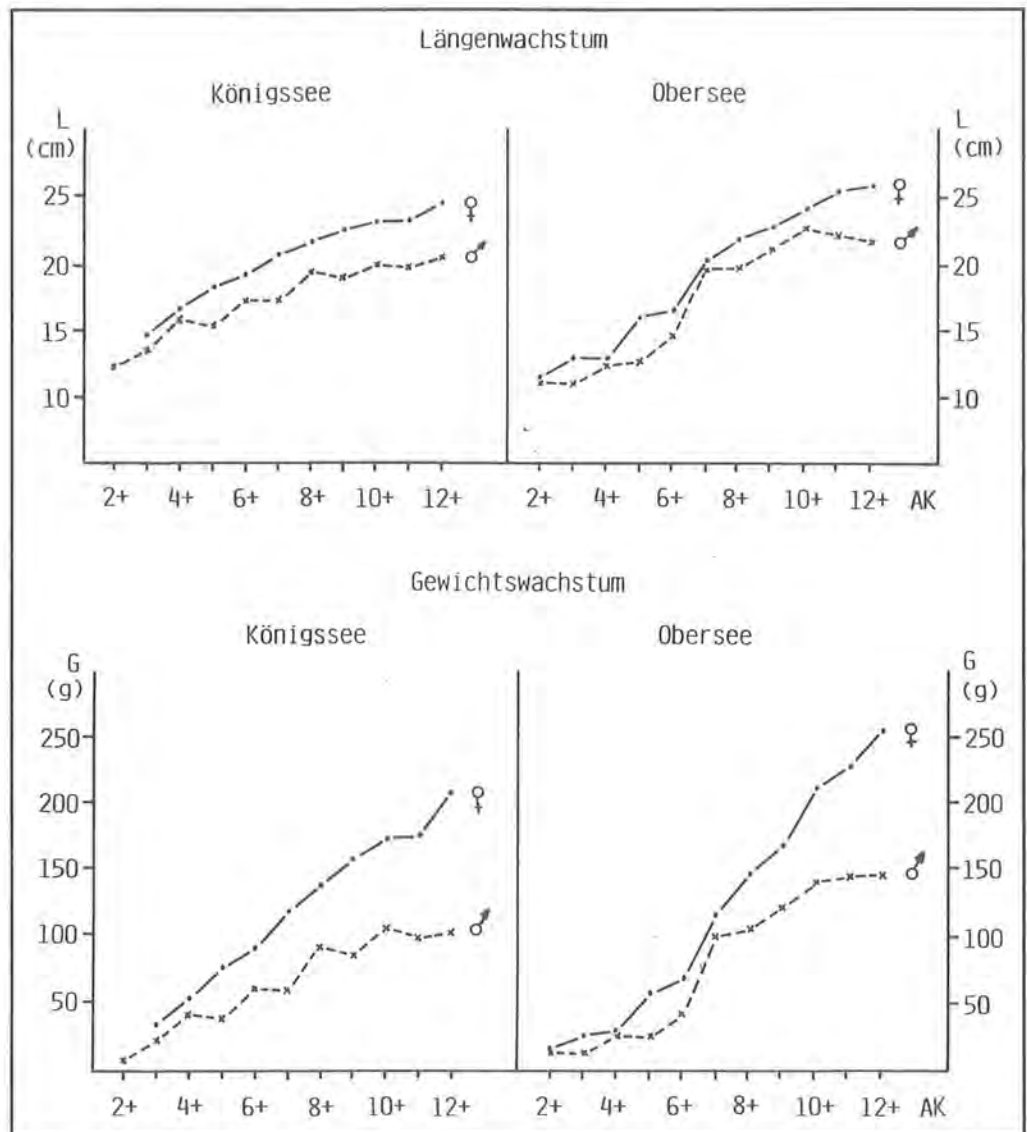 Längenwachstum
Königssee Obersee
L L
(cm) (cm)
25 25
20 20
15 15
10 10
♀ ♀
♂ ♂
2+ 4+ 6+ 8+ 10+ 12+ 2+ 4+ 6+ 8+ 10+ 12+ AK
Gewichtswachstum
Königssee Obersee
G G
(g) (g)
250 250
200 200
150 150
100 100
50 50
♀ ♀
♂ ♂
2+ 4+ 6+ 8+ 10+ 12+ 2+ 4+ 6+ 8+ 10+ 12+ AK